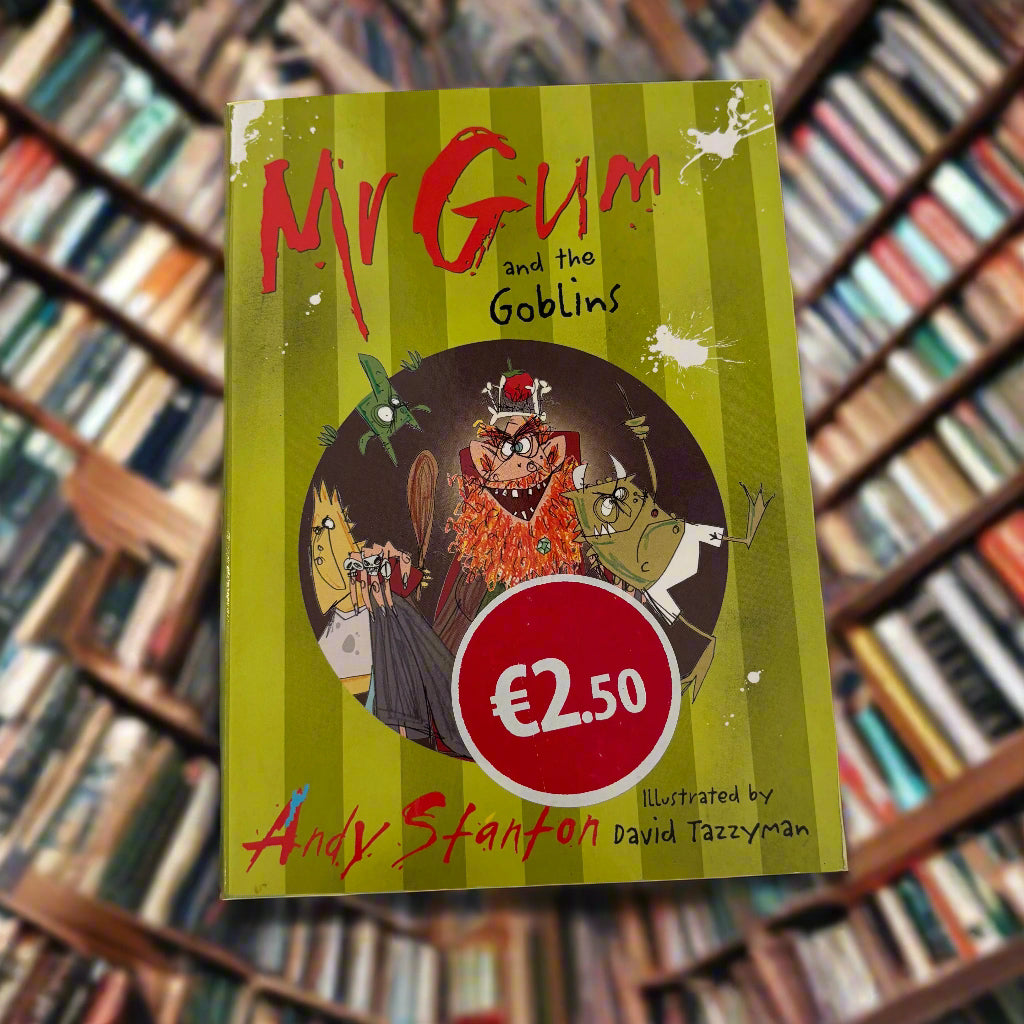 Mr Gum
and the
Goblins
€2.50
Andy Stanton
Illustrated by
David Tazzyman